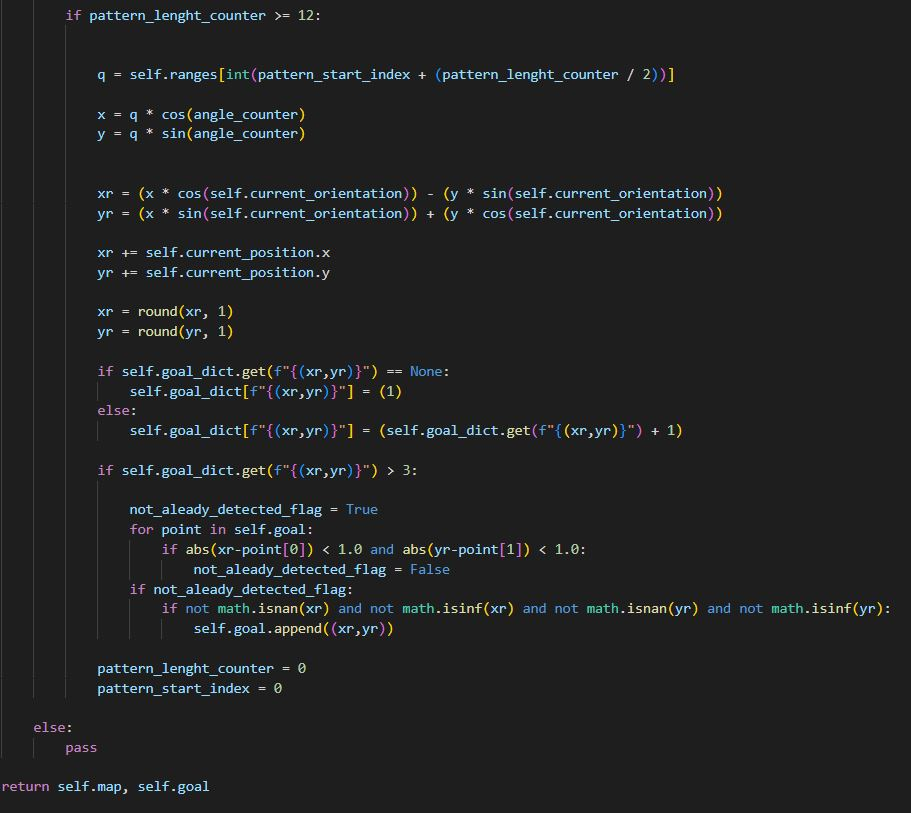 if pattern_lenght_counter >= 12:
q = self.ranges[int(pattern_start_index + (pattern_lenght_counter / 2))]
x = q * cos(angle_counter)
y = q * sin(angle_counter)
xr = (x * cos(self.current_orientation)) - (y * sin(self.current_orientation))
yr = (x * sin(self.current_orientation)) + (y * cos(self.current_orientation))
xr += self.current_position.x
yr += self.current_position.y
xr = round(xr, 1)
yr = round(yr, 1)
if self.goal_dict.get(f"{(xr,yr)}") == None:
self.goal_dict[f"{(xr,yr)}"] = (1)
else:
self.goal_dict[f"{(xr,yr)}"] = (self.goal_dict.get(f"{(xr,yr)}") + 1)
if self.goal_dict.get(f"{(xr,yr)}") > 3:
not_aleady_detected_flag = True
for point in self.goal:
if abs(xr-point[0]) < 1.0 and abs(yr-point[1]) < 1.0:
not_aleady_detected_flag = False
if not_aleady_detected_flag:
if not math.isnan(xr) and not math.isinf(xr) and not math.isnan(yr) and not math.isinf(yr):
self.goal.append((xr,yr))
pattern_lenght_counter = 0
pattern_start_index = 0
else:
pass
return self.map, self.goal